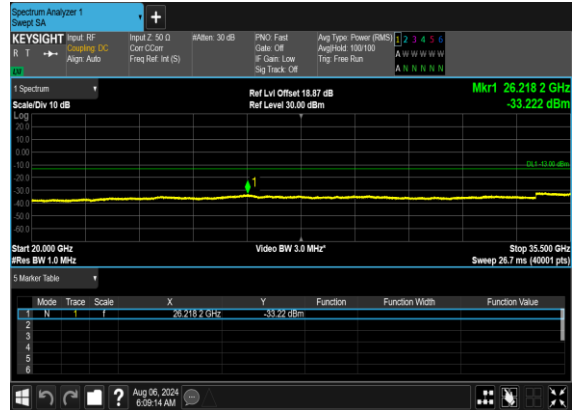 Spectrum Analyzer 1
Swept SA
+
KEYSIGHT Input: RF Input Z: 50 Ω #Atten: 30 dB PNO: Fast Avg Type: Power (RMS) 1 2 3 4 5 6
R T Coupling: DC Corr CCorr Gate: Off Avg|Hold: 100/100 A W W W W W
Align: Auto Freq Ref: Int (S) IF Gain: Low Trig: Free Run
Sig Track: Off A N N N N N
1 Spectrum Ref Lvl Offset 18.87 dB Mkr1 26.218 2 GHz
Scale/Div 10 dB Ref Level 30.00 dBm -33.222 dBm
Log
20.0
10.0
0.00
-10.0 DL1 -13.00 dBm
-20.0
-30.0 1
-40.0
-50.0
-60.0
Start 20.000 GHz Video BW 3.0 MHz* Stop 35.500 GHz
#Res BW 1.0 MHz Sweep 26.7 ms (40001 pts)
5 Marker Table
Mode Trace Scale X Y Function Function Width Function Value
1 N 1 f 26.218 2 GHz -33.22 dBm
2
3
4
5
6
? Aug 06, 2024
6:09:14 AM